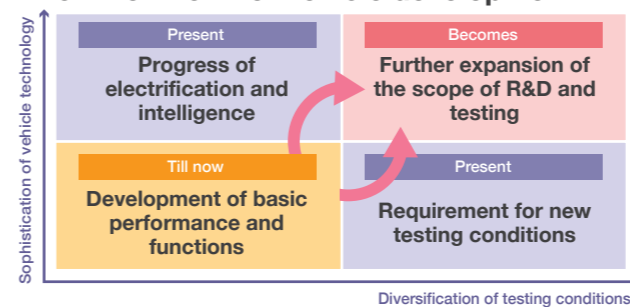 Sophistication of vehicle technology
Present
Progress of
electrification and
intelligence
Becomes
Further expansion of
the scope of R&D and
testing
Till now
Development of basic
performance and
functions
Present
Requirement for new
testing conditions
Diversification of testing conditions